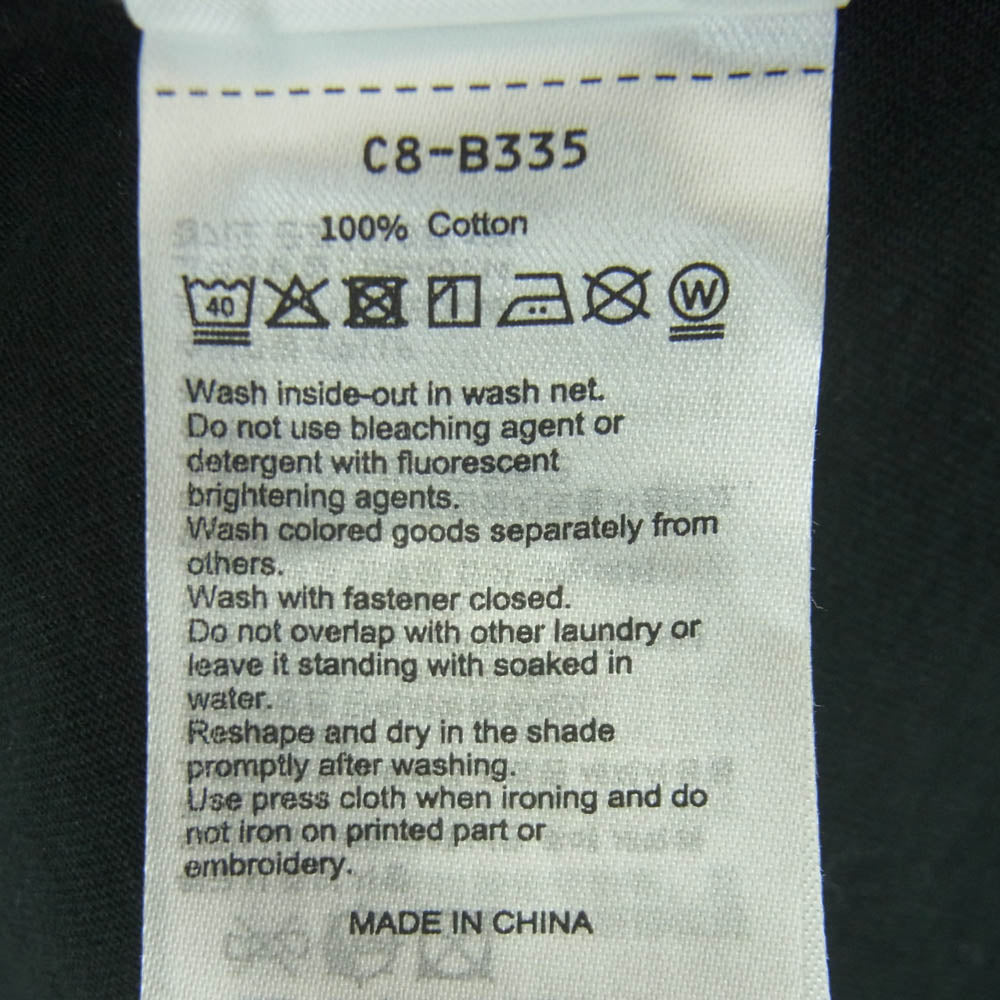 C8-B335
100% Cotton
40 W
Wash inside-out in wash net.
Do not use bleaching agent or
detergent with fluorescent
brightening agents.
Wash colored goods separately from
others.
Wash with fastener closed.
Do not overlap with other laundry or
leave it standing with soaked in
water.
Reshape and dry in the shade
promptly after washing.
Use press cloth when ironing and do
not iron on printed part or
embroidery.
MADE IN CHINA